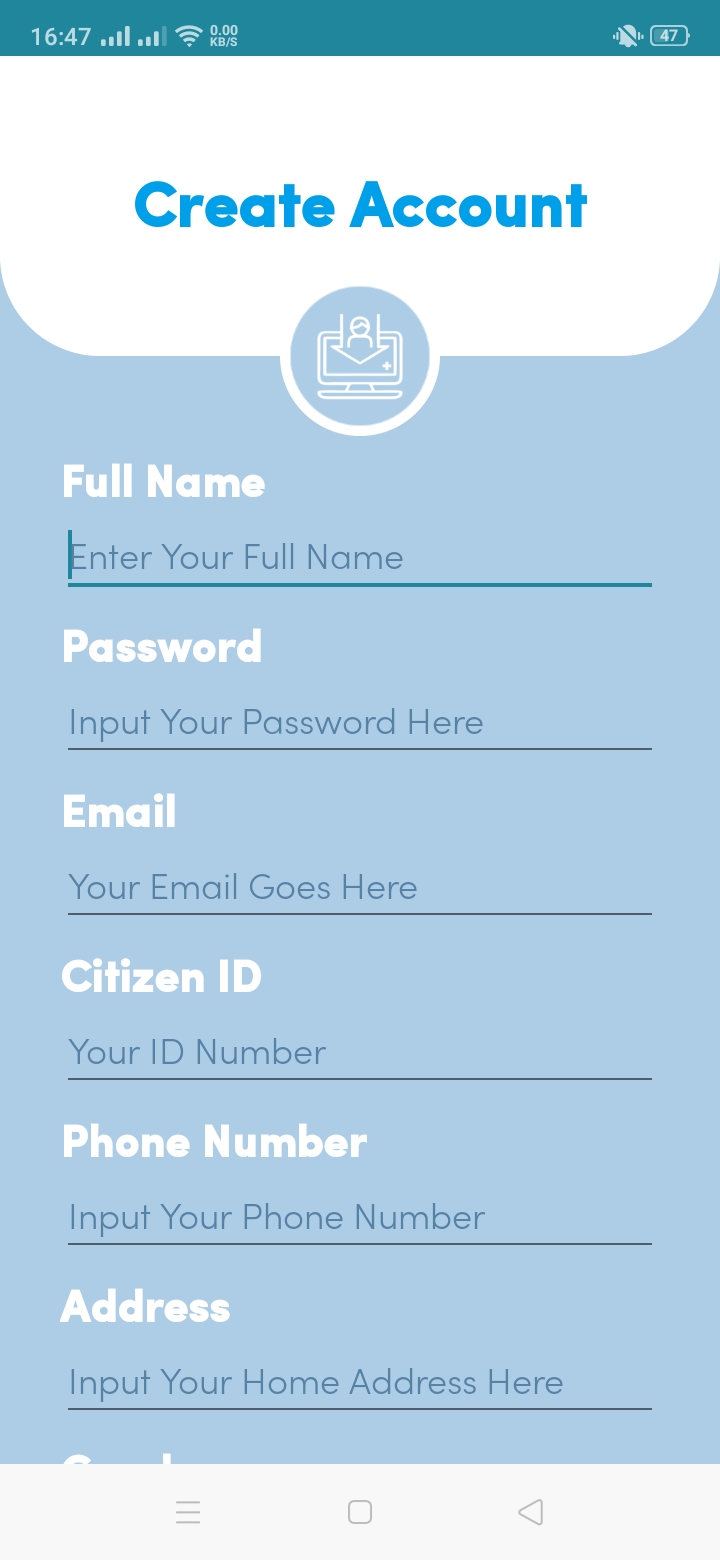 16:47 0.00 KB/S 47
Create Account
Full Name
Enter Your Full Name
Password
Input Your Password Here
Email
Your Email Goes Here
Citizen ID
Your ID Number
Phone Number
Input Your Phone Number
Address
Input Your Home Address Here